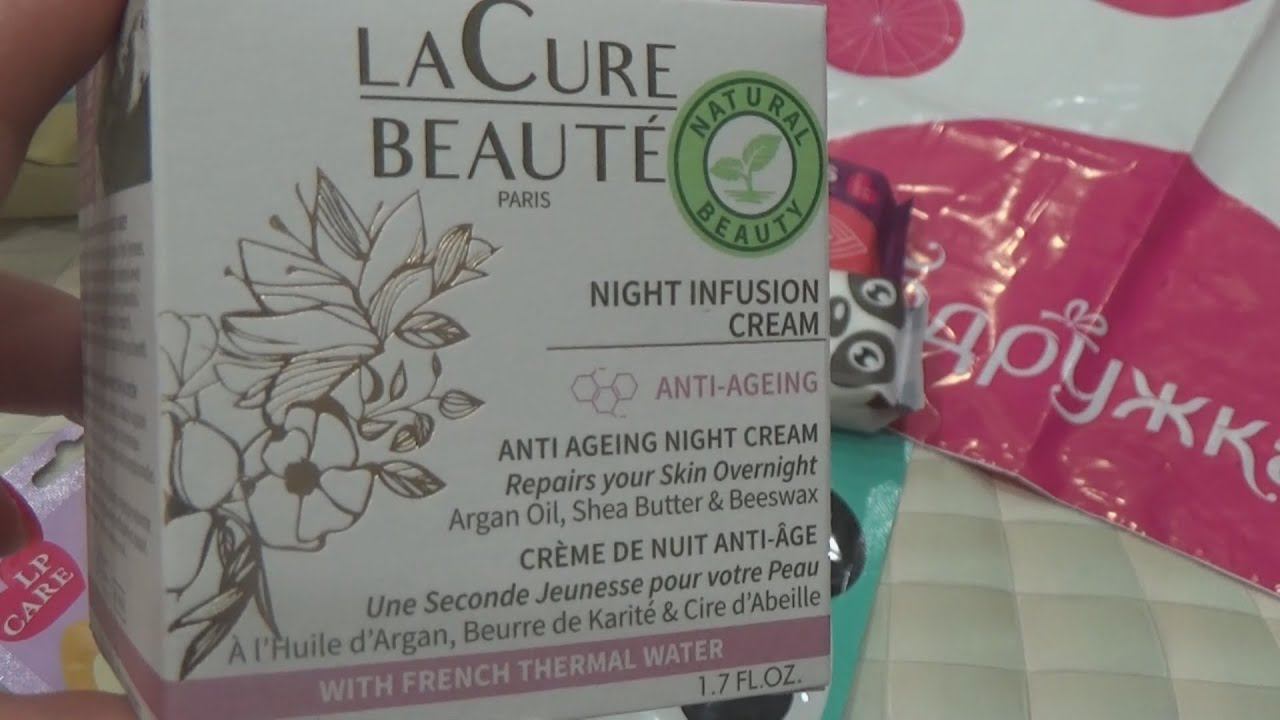 LACURE
BEAUTÉ
PARIS
NATURAL
BEAUTY
NIGHT INFUSION
CREAM
ANTI-AGEING
ANTI AGEING NIGHT CREAM
Repairs your Skin Overnight
Argan Oil, Shea Butter & Beeswax
CRÈME DE NUIT ANTI-ÂGE
Une Seconde Jeunesse pour votre Peau
À l'Huile d'Argan, Beurre de Karité & Cire d'Abeille
WITH FRENCH THERMAL WATER
1.7 FL.OZ.
LP
CARE